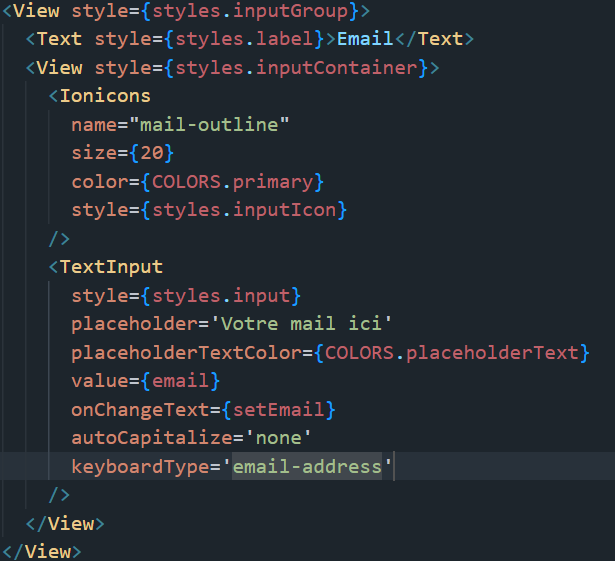 <View style={styles.inputGroup}>
<Text style={styles.label}>Email</Text>
<View style={styles.inputContainer}>
<Ionicons
name="mail-outline"
size={20}
color={COLORS.primary}
style={styles.inputIcon}
/>
<TextInput
style={styles.input}
placeholder='Votre mail ici'
placeholderTextColor={COLORS.placeholderText}
value={email}
onChangeText={setEmail}
autoCapitalize='none'
keyboardType='email-address'
/>
</View>
</View>